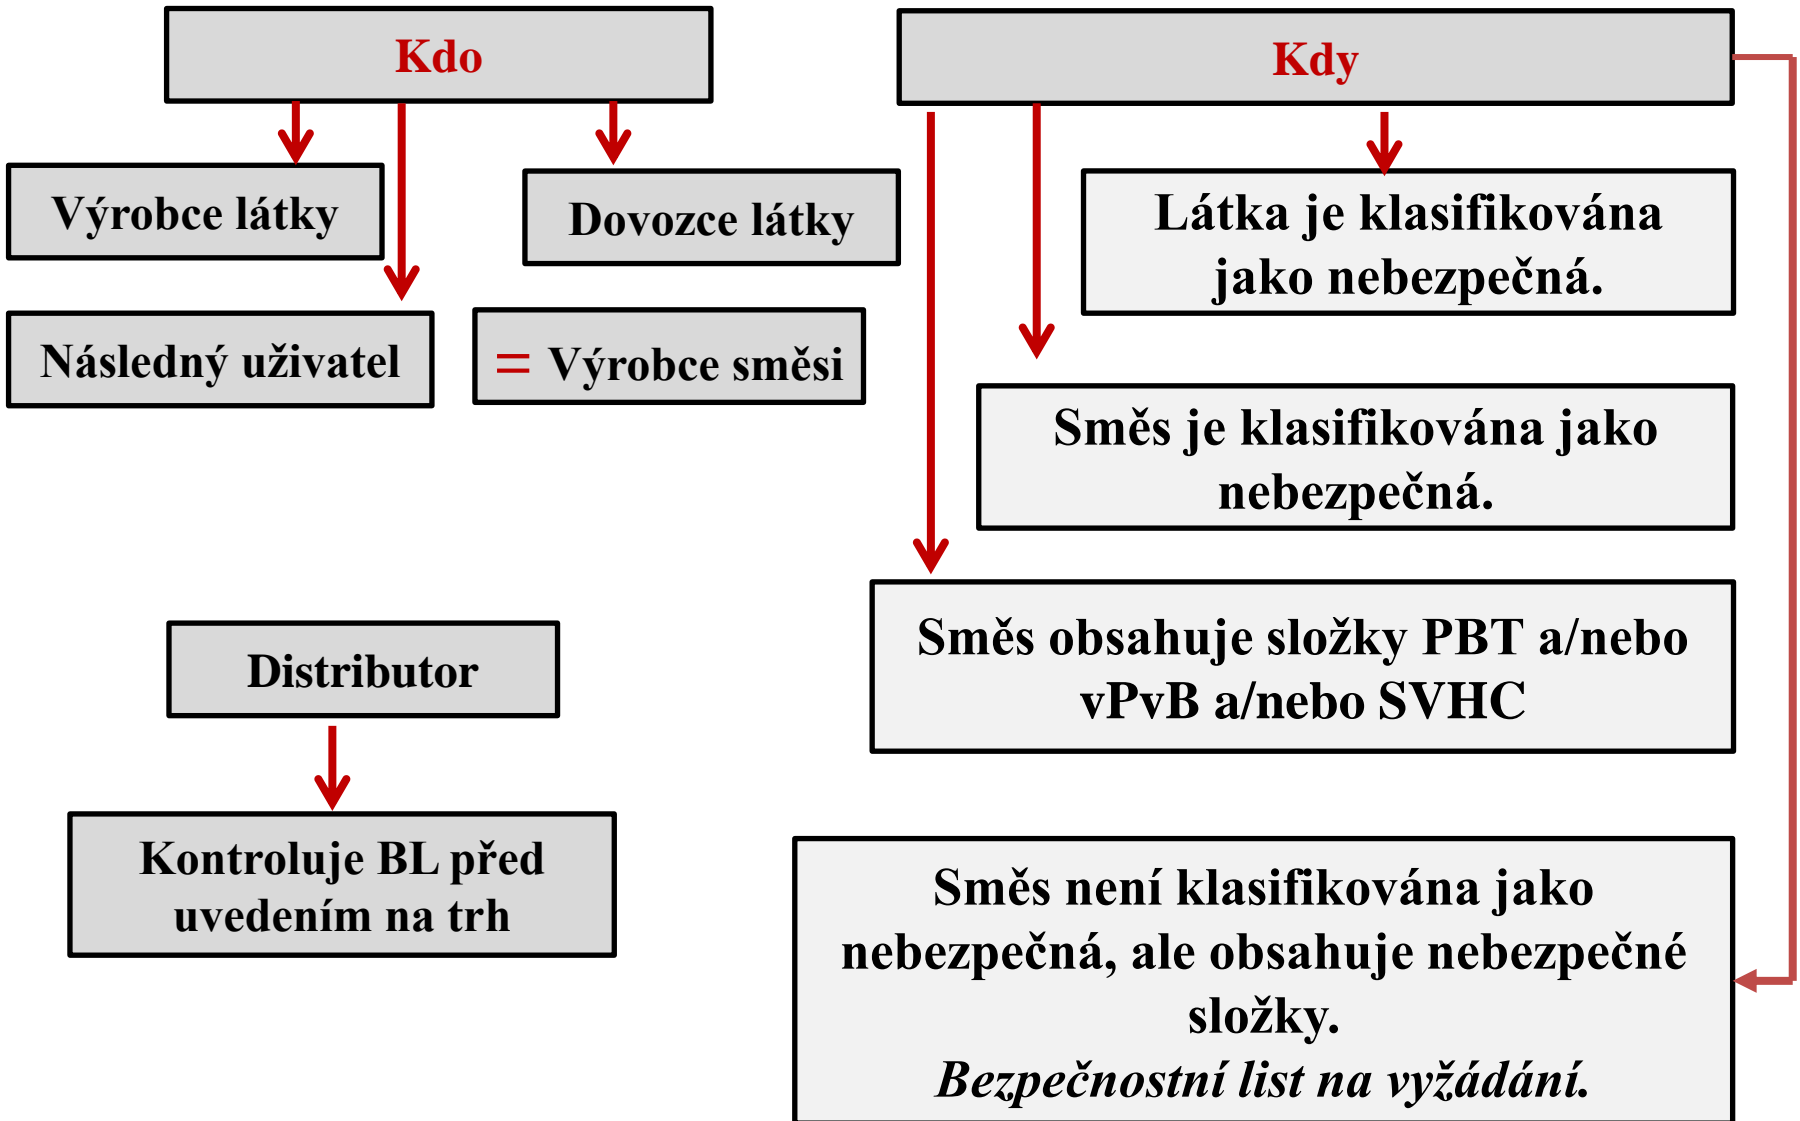 Kdo
Výrobce látky
Dovozce látky
Následný uživatel
= Výrobce směsi
Distributor
Kontroluje BL před
uvedením na trh
Kdy
Látka je klasifikována
jako nebezpečná.
Směs je klasifikována jako
nebezpečná.
Směs obsahuje složky PBT a/nebo
vPvB a/nebo SVHC
Směs není klasifikována jako
nebezpečná, ale obsahuje nebezpečné
složky.
Bezpečnostní list na vyžádání.